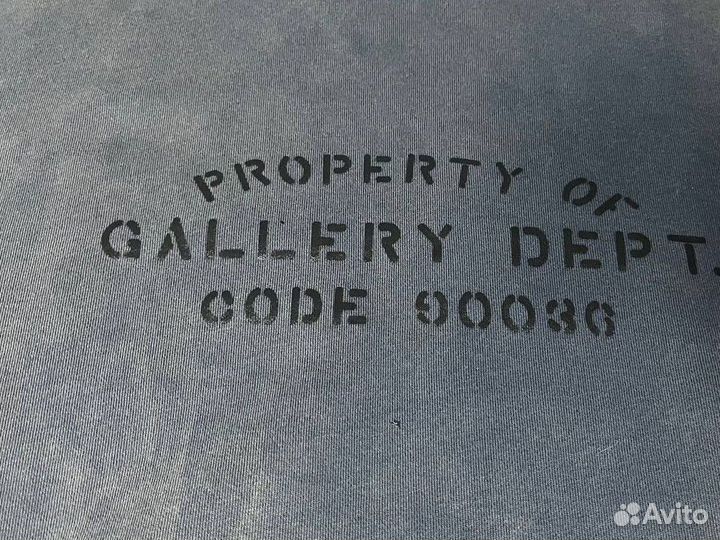 PROPERTY OF
GALLERY DEPT.
CODE 90036
Avito